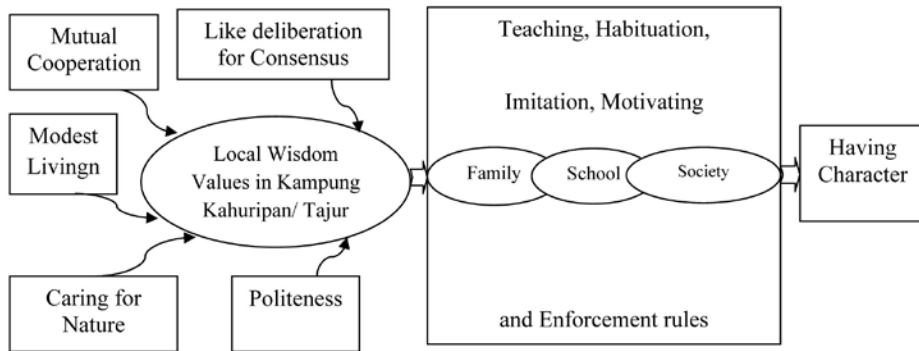 Mutual
Cooperation
Like deliberation
for Consensus
Modest
Livingn
Caring for
Nature
Politeness
Local Wisdom
Values in Kampung
Kahuripan/ Tajur
Teaching, Habituation,
Imitation, Motivating
Family
School
Society
and Enforcement rules
Having
Character